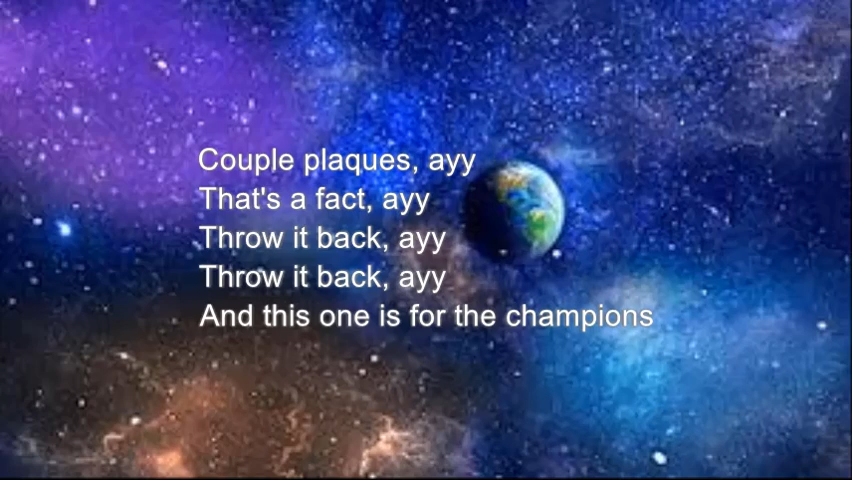 Couple plaques, ayy
That's a fact, ayy
Throw it back, ayy
Throw it back, ayy
And this one is for the champions